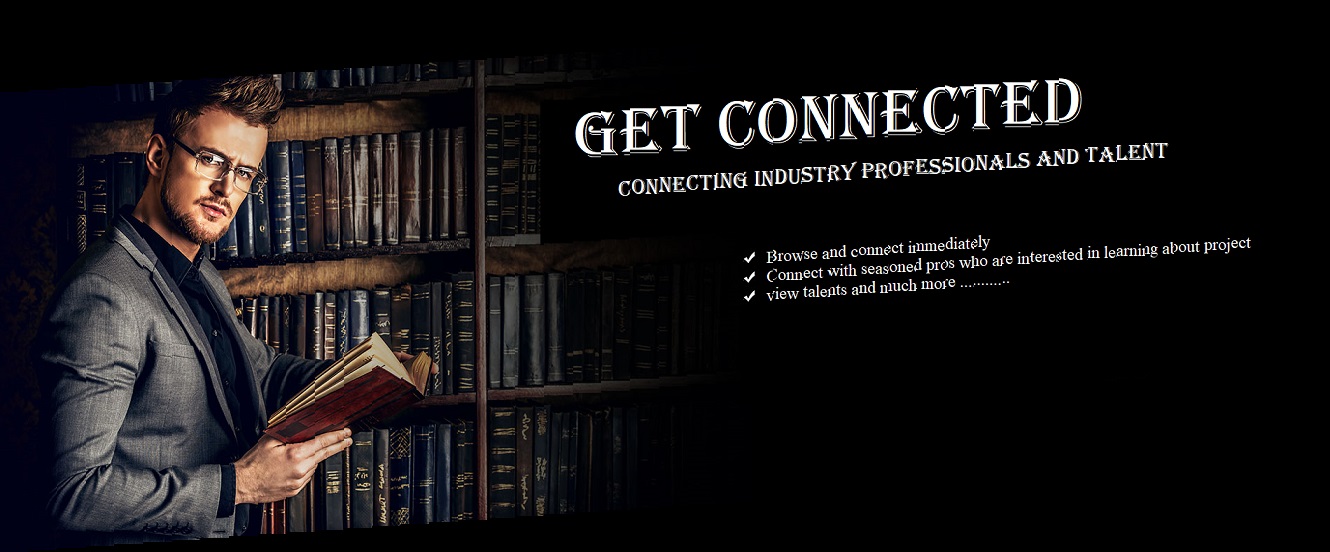 GET CONNECTED
CONNECTING INDUSTRY PROFESSIONALS AND TALENT
Browse and connect immediately
Connect with seasoned pros who are interested in learning about project
view talents and much more ...........